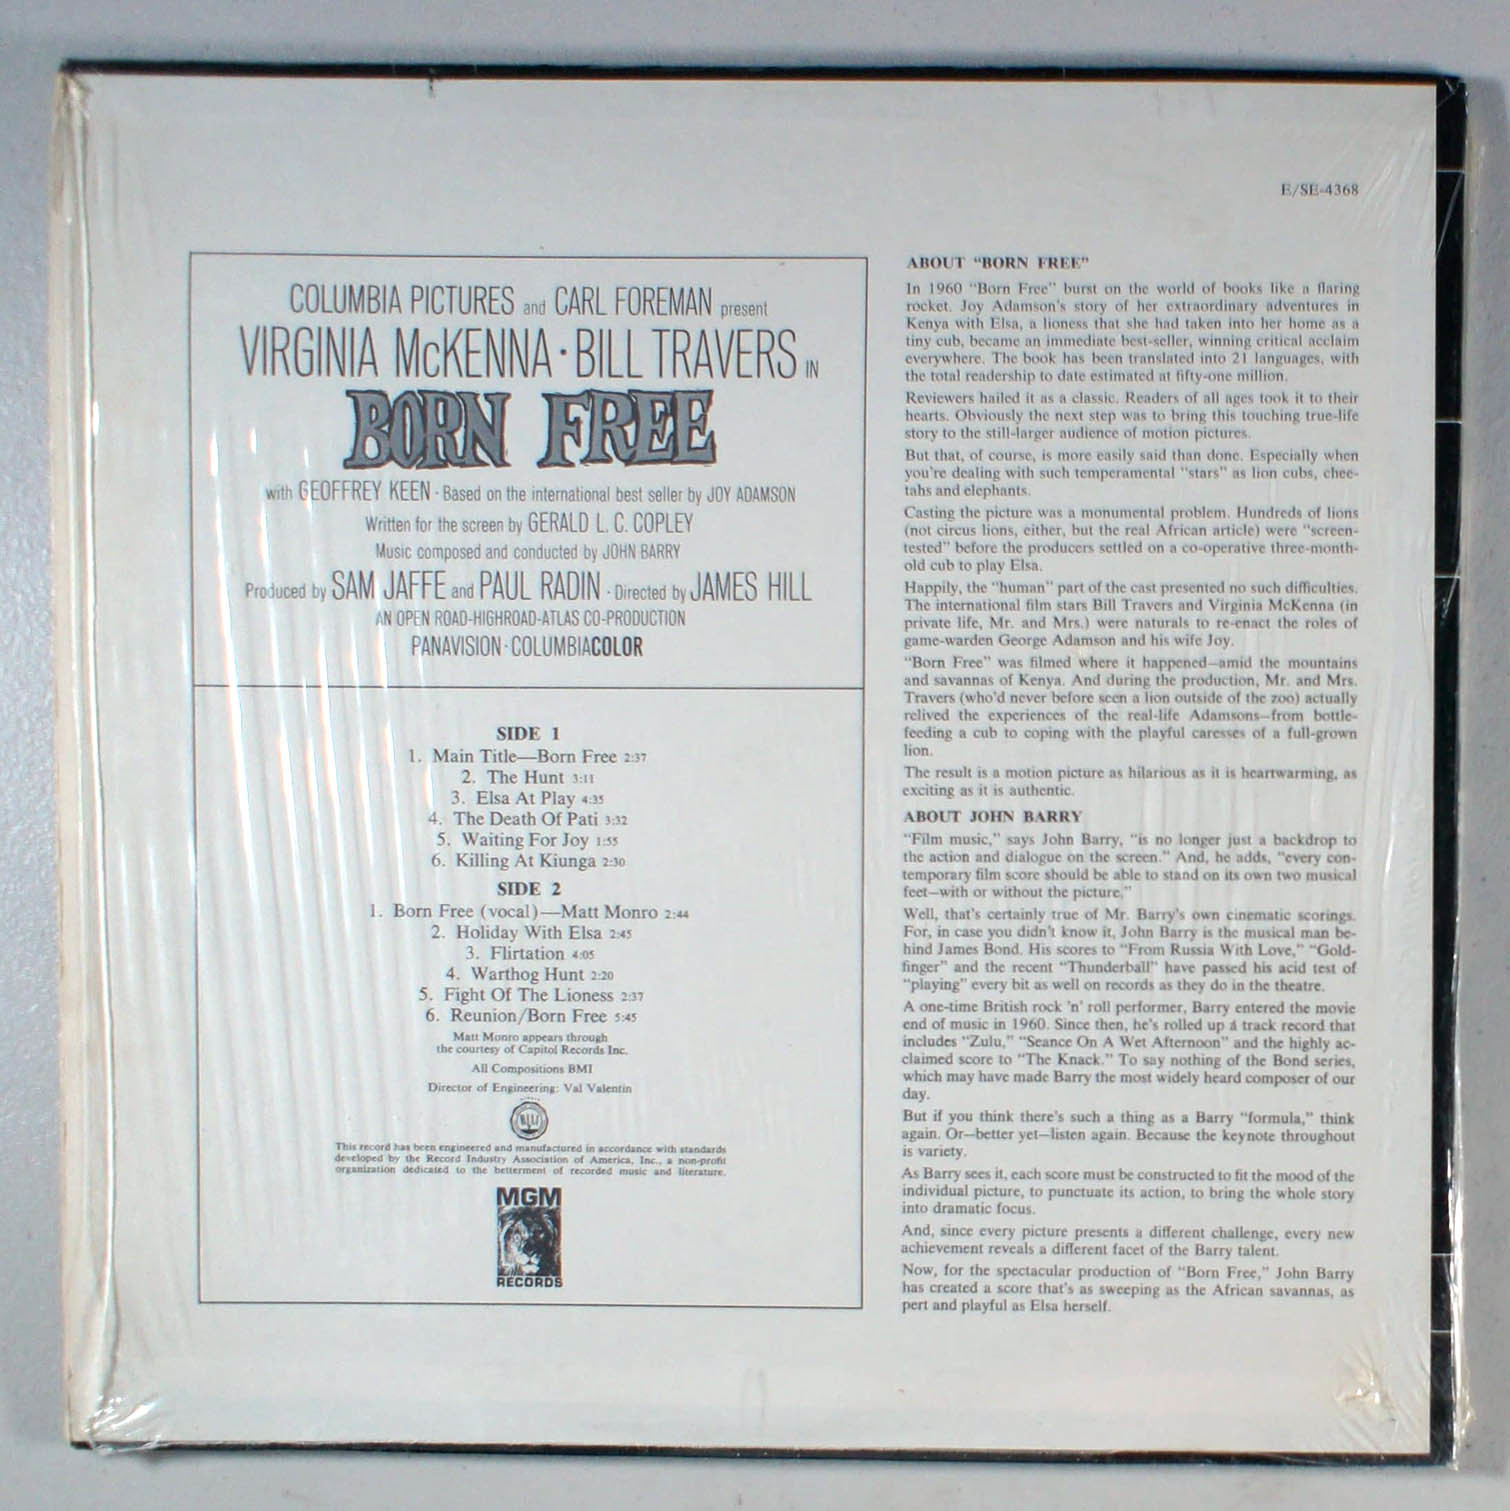 E/SE-4368
COLUMBIA PICTURES and CARL FOREMAN present
VIRGINIA McKENNA · BILL TRAVERS IN
BORN FREE
with GEOFFREY KEEN · Based on the international best seller by JOY ADAMSON
Written for the screen by GERALD L. C. COPLEY
Music composed and conducted by JOHN BARRY
Produced by SAM JAFFE and PAUL RADIN · Directed by JAMES HILL
AN OPEN ROAD-HIGHROAD-ATLAS CO-PRODUCTION
PANAVISION · COLUMBIACOLOR
SIDE 1
1. Main Title—Born Free 2:37
2. The Hunt 3:11
3. Elsa At Play 4:35
4. The Death Of Pati 3:32
5. Waiting For Joy 1:55
6. Killing At Kiunga 2:30
SIDE 2
1. Born Free (vocal)—Matt Monro 2:44
2. Holiday With Elsa 2:45
3. Flirtation 4:05
4. Warthog Hunt 2:20
5. Fight Of The Lioness 2:37
6. Reunion/Born Free 5:45
Matt Monro appears through
the courtesy of Capitol Records Inc.
All Compositions BMI
Director of Engineering: Val Valentin
This record has been engineered and manufactured in accordance with standards
developed by the Record Industry Association of America, Inc., a non-profit
organization dedicated to the betterment of recorded music and literature.
MGM
RECORDS
ABOUT "BORN FREE"
In 1960 "Born Free" burst on the world of books like a flaring
rocket. Joy Adamson's story of her extraordinary adventures in
Kenya with Elsa, a lioness that she had taken into her home as a
tiny cub, became an immediate best-seller, winning critical acclaim
everywhere. The book has been translated into 21 languages, with
the total readership to date estimated at fifty-one million.
Reviewers hailed it as a classic. Readers of all ages took it to their
hearts. Obviously the next step was to bring this touching true-life
story to the still-larger audience of motion pictures.
But that, of course, is more easily said than done. Especially when
you're dealing with such temperamental "stars" as lion cubs, chee-
tahs and elephants.
Casting the picture was a monumental problem. Hundreds of lions
(not circus lions, either, but the real African article) were "screen-
tested" before the producers settled on a co-operative three-month-
old cub to play Elsa.
Happily, the "human" part of the cast presented no such difficulties.
The international film stars Bill Travers and Virginia McKenna (in
private life, Mr. and Mrs.) were naturals to re-enact the roles of
game-warden George Adamson and his wife Joy.
"Born Free" was filmed where it happened—amid the mountains
and savannas of Kenya. And during the production, Mr. and Mrs.
Travers (who'd never before seen a lion outside of the zoo) actually
relived the experiences of the real-life Adamsons—from bottle-
feeding a cub to coping with the playful caresses of a full-grown
lion.
The result is a motion picture as hilarious as it is heartwarming, as
exciting as it is authentic.
ABOUT JOHN BARRY
"Film music," says John Barry, "is no longer just a backdrop to
the action and dialogue on the screen." And, he adds, "every con-
temporary film score should be able to stand on its own two musical
feet—with or without the picture."
Well, that's certainly true of Mr. Barry's own cinematic scorings.
For, in case you didn't know it, John Barry is the musical man be-
hind James Bond. His scores to "From Russia With Love," "Gold-
finger" and the recent "Thunderball" have passed his acid test of
"playing" every bit as well on records as they do in the theatre.
A one-time British rock 'n' roll performer, Barry entered the movie
end of music in 1960. Since then, he's rolled up a track record that
includes "Zulu," "Seance On A Wet Afternoon" and the highly ac-
claimed score to "The Knack." To say nothing of the Bond series,
which may have made Barry the most widely heard composer of our
day.
But if you think there's such a thing as a Barry "formula," think
again. Or—better yet—listen again. Because the keynote throughout
is variety.
As Barry sees it, each score must be constructed to fit the mood of the
individual picture, to punctuate its action, to bring the whole story
into dramatic focus.
And, since every picture presents a different challenge, every new
achievement reveals a different facet of the Barry talent.
Now, for the spectacular production of "Born Free," John Barry
has created a score that's as sweeping as the African savannas, as
pert and playful as Elsa herself.